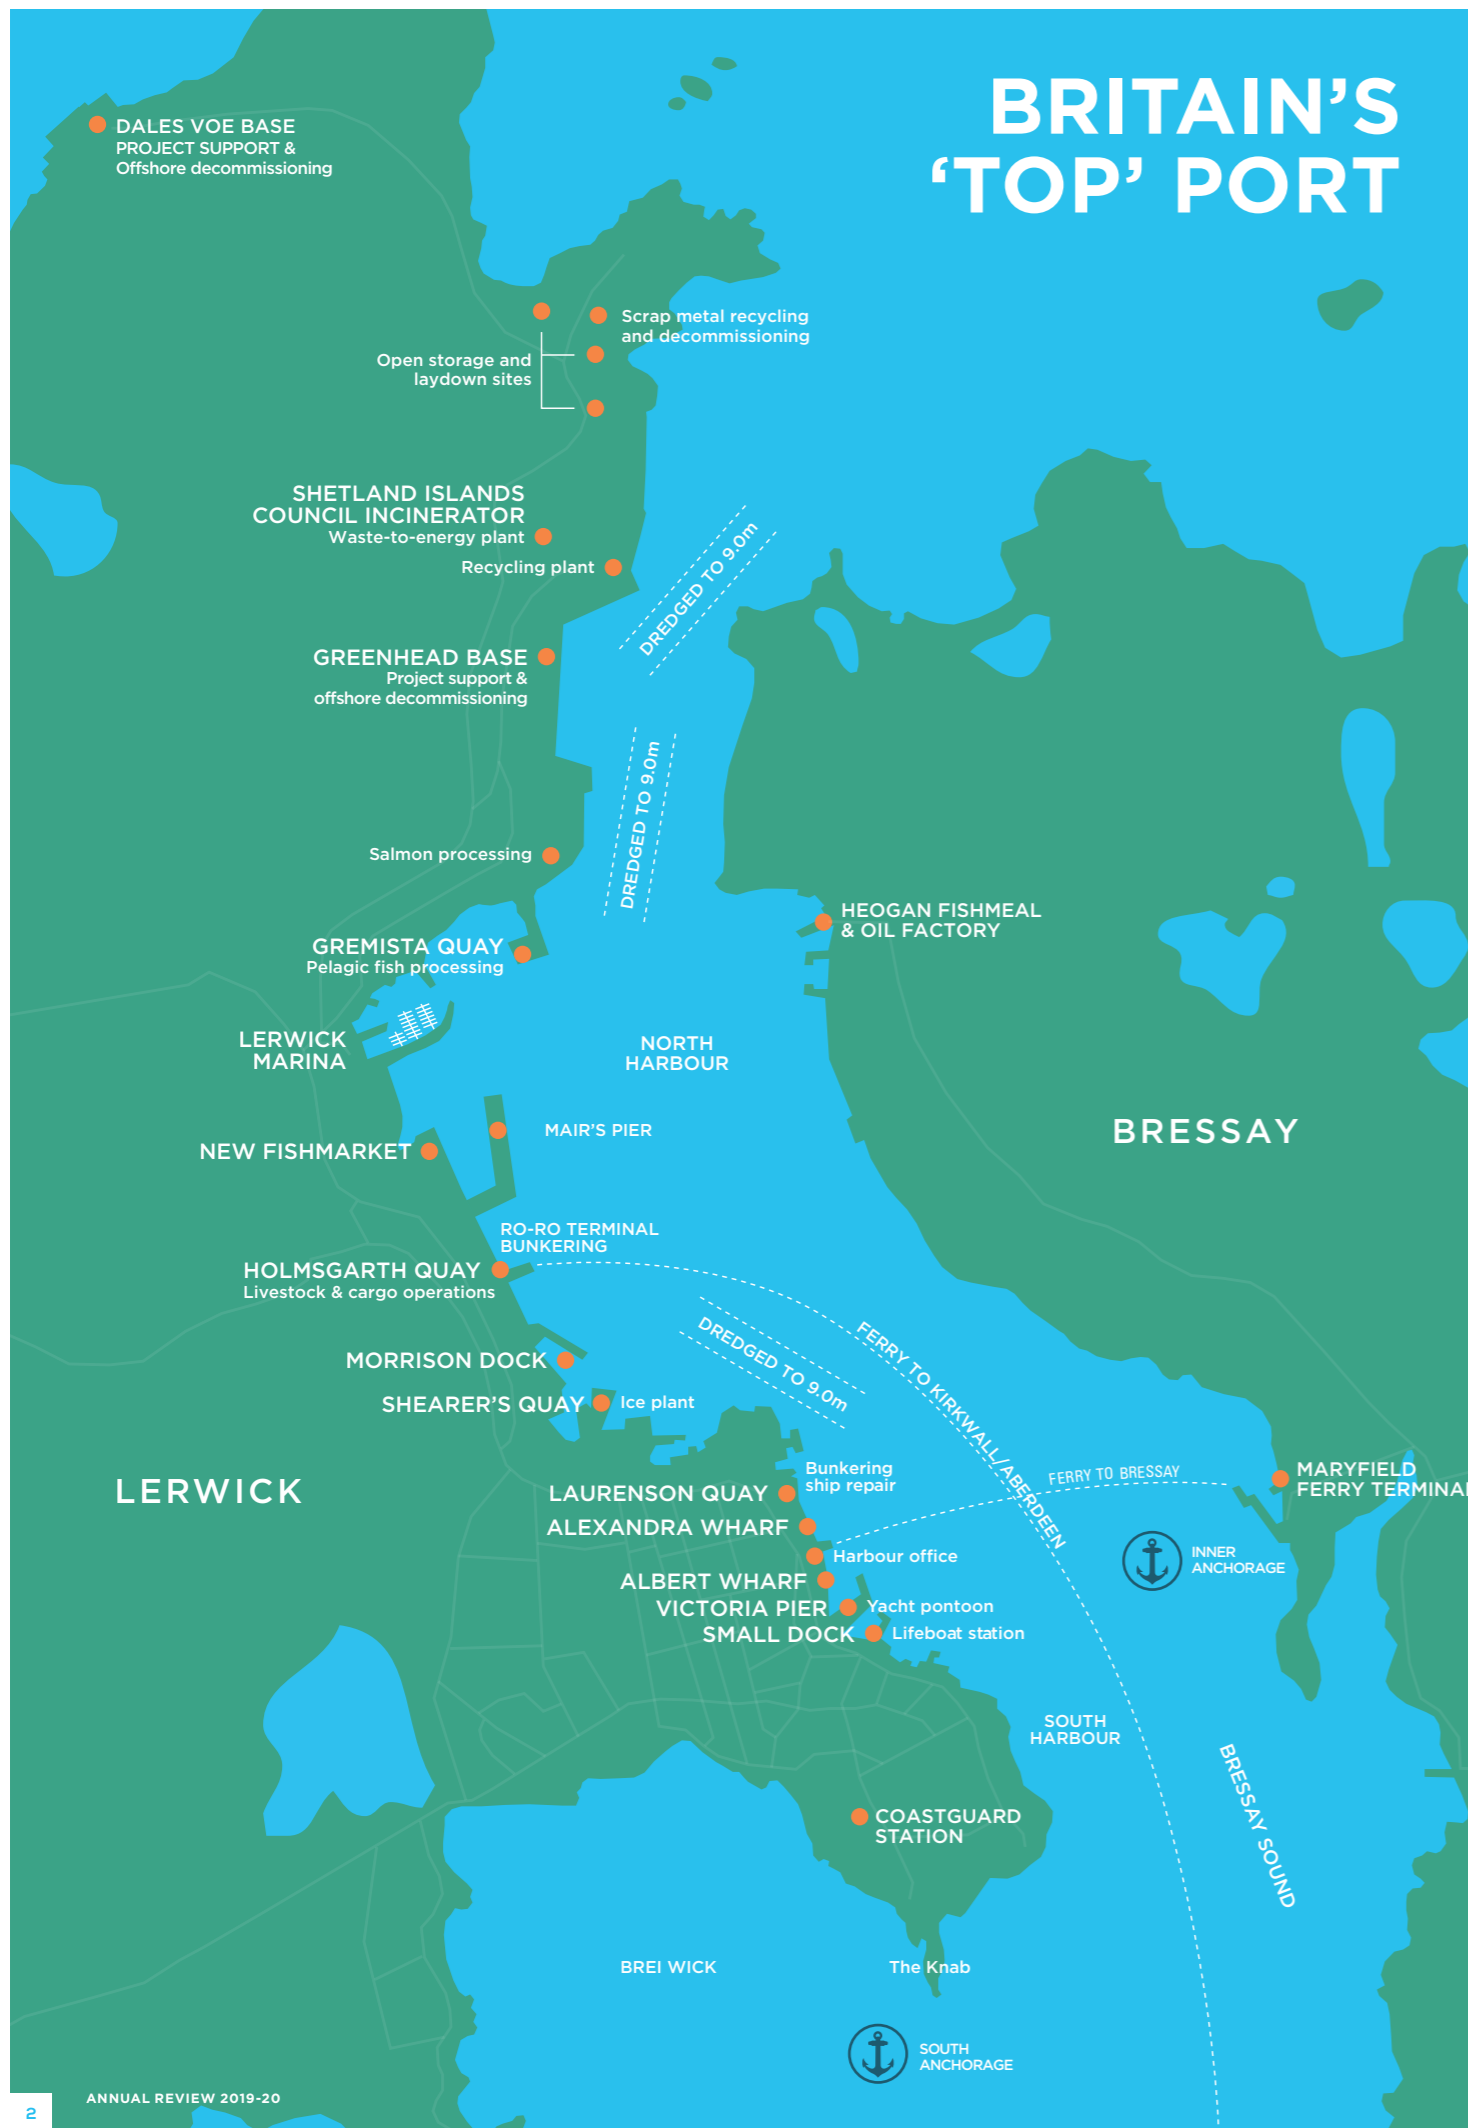 BRITAIN'S
'TOP' PORT
DALES VOE BASE
PROJECT SUPPORT &
Offshore decommissioning
Scrap metal recycling
and decommissioning
Open storage and
laydown sites
SHETLAND ISLANDS
COUNCIL INCINERATOR
Waste-to-energy plant
Recycling plant
DREDGED TO 9.0m
GREENHEAD BASE
Project support &
offshore decommissioning
DREDGED TO 9.0m
Salmon processing
HEOGAN FISHMEAL
& OIL FACTORY
GREMISTA QUAY
Pelagic fish processing
LERWICK
MARINA
NORTH
HARBOUR
BRESSAY
MAIR'S PIER
NEW FISHMARKET
RO-RO TERMINAL
BUNKERING
HOLMSGARTH QUAY
Livestock & cargo operations
DREDGED TO 9.0m
FERRY TO KIRKWALL/ABERDEEN
MORRISON DOCK
SHEARER'S QUAY
Ice plant
LERWICK
Bunkering
ship repair
LAURENSON QUAY
FERRY TO BRESSAY
MARYFIELD
FERRY TERMINAL
ALEXANDRA WHARF
Harbour office
INNER
ANCHORAGE
ALBERT WHARF
VICTORIA PIER
Yacht pontoon
SMALL DOCK
Lifeboat station
SOUTH
HARBOUR
BRESSAY SOUND
COASTGUARD
STATION
BREI WICK
The Knab
SOUTH
ANCHORAGE
ANNUAL REVIEW 2019-20
2